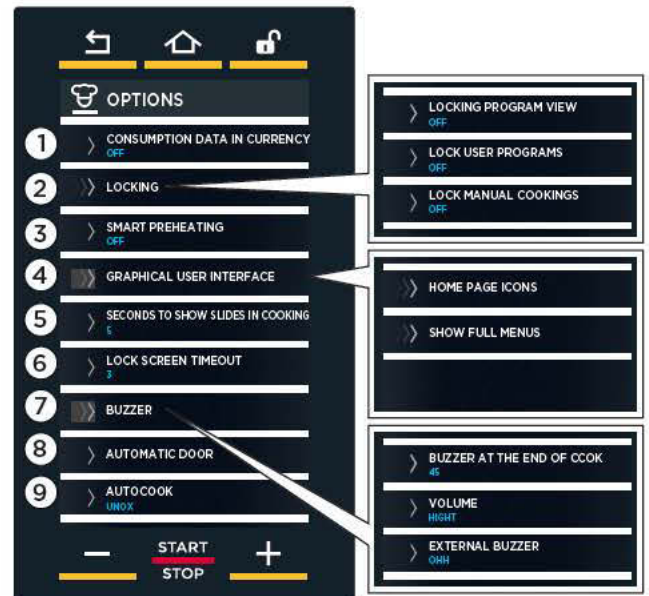 OPTIONS
1
CONSUMPTION DATA IN CURRENCY
OFF
2
LOCKING
3
SMART PREHEATING
OFF
4
GRAPHICAL USER INTERFACE
5
SECONDS TO SHOW SLIDES IN COOKING
5
6
LOCK SCREEN TIMEOUT
3
7
BUZZER
8
AUTOMATIC DOOR
9
AUTOCOOK
UNOX
START
STOP
LOCKING PROGRAM VIEW
OFF
LOCK USER PROGRAMS
OFF
LOCK MANUAL COOKINGS
OFF
HOME PAGE ICONS
SHOW FULL MENUS
BUZZER AT THE END OF CCOK
45
VOLUME
HIGHT
EXTERNAL BUZZER
OHH